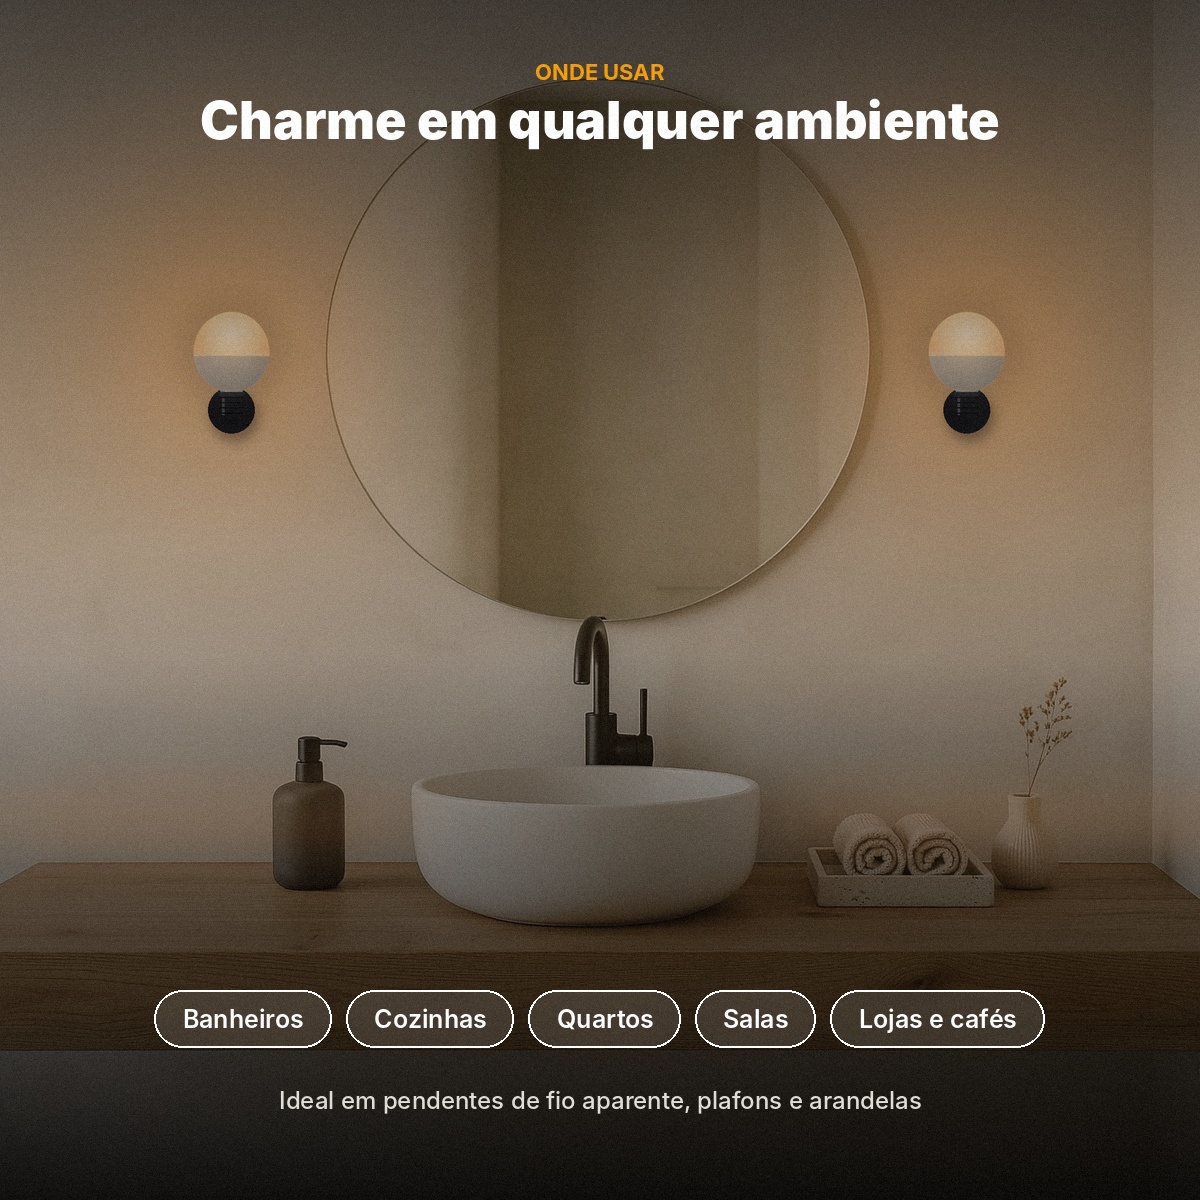 ONDE USAR
Charme em qualquer ambiente
Banheiros Cozinhas Quartos Salas Lojas e cafés
Ideal em pendentes de fio aparente, plafons e arandelas